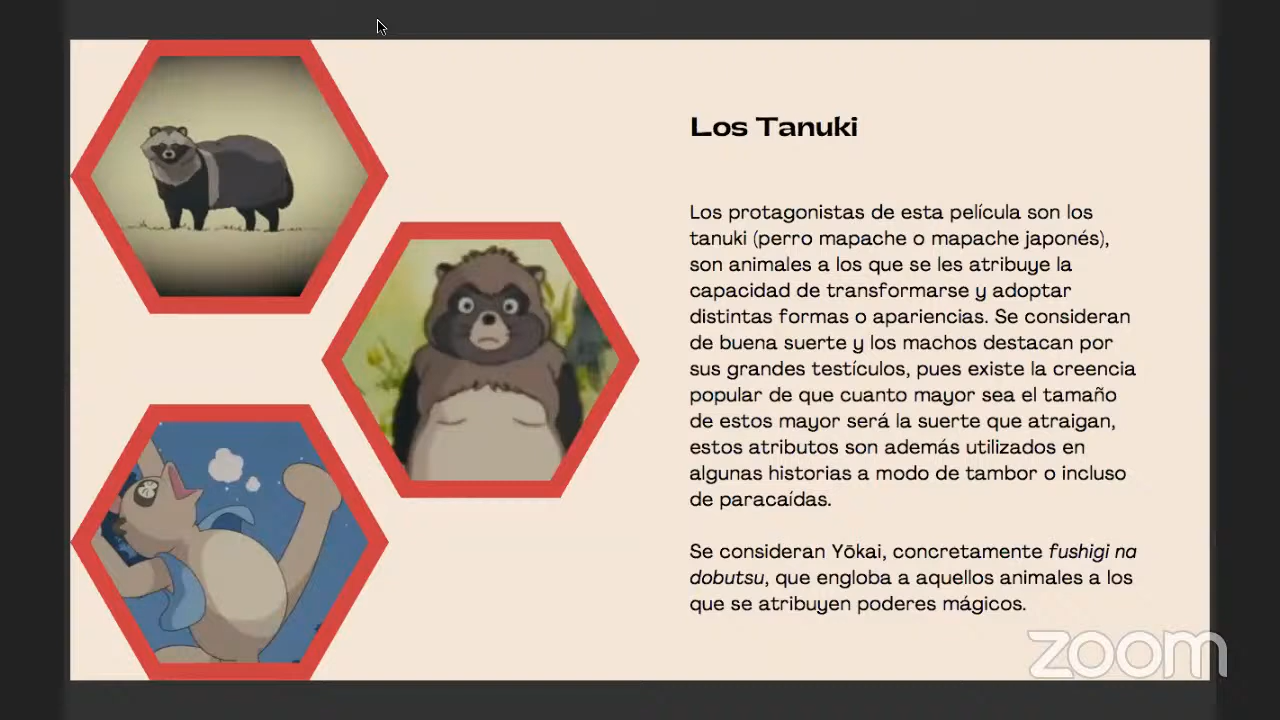 Los Tanuki
Los protagonistas de esta película son los
tanuki (perro mapache o mapache japonés),
son animales a los que se les atribuye la
capacidad de transformarse y adoptar
distintas formas o apariencias. Se consideran
de buena suerte y los machos destacan por
sus grandes testículos, pues existe la creencia
popular de que cuanto mayor sea el tamaño
de estos mayor será la suerte que atraigan,
estos atributos son además utilizados en
algunas historias a modo de tambor o incluso
de paracaídas.
Se consideran Yōkai, concretamente fushigi na
dobutsu, que engloba a aquellos animales a los
que se atribuyen poderes mágicos.
zoom